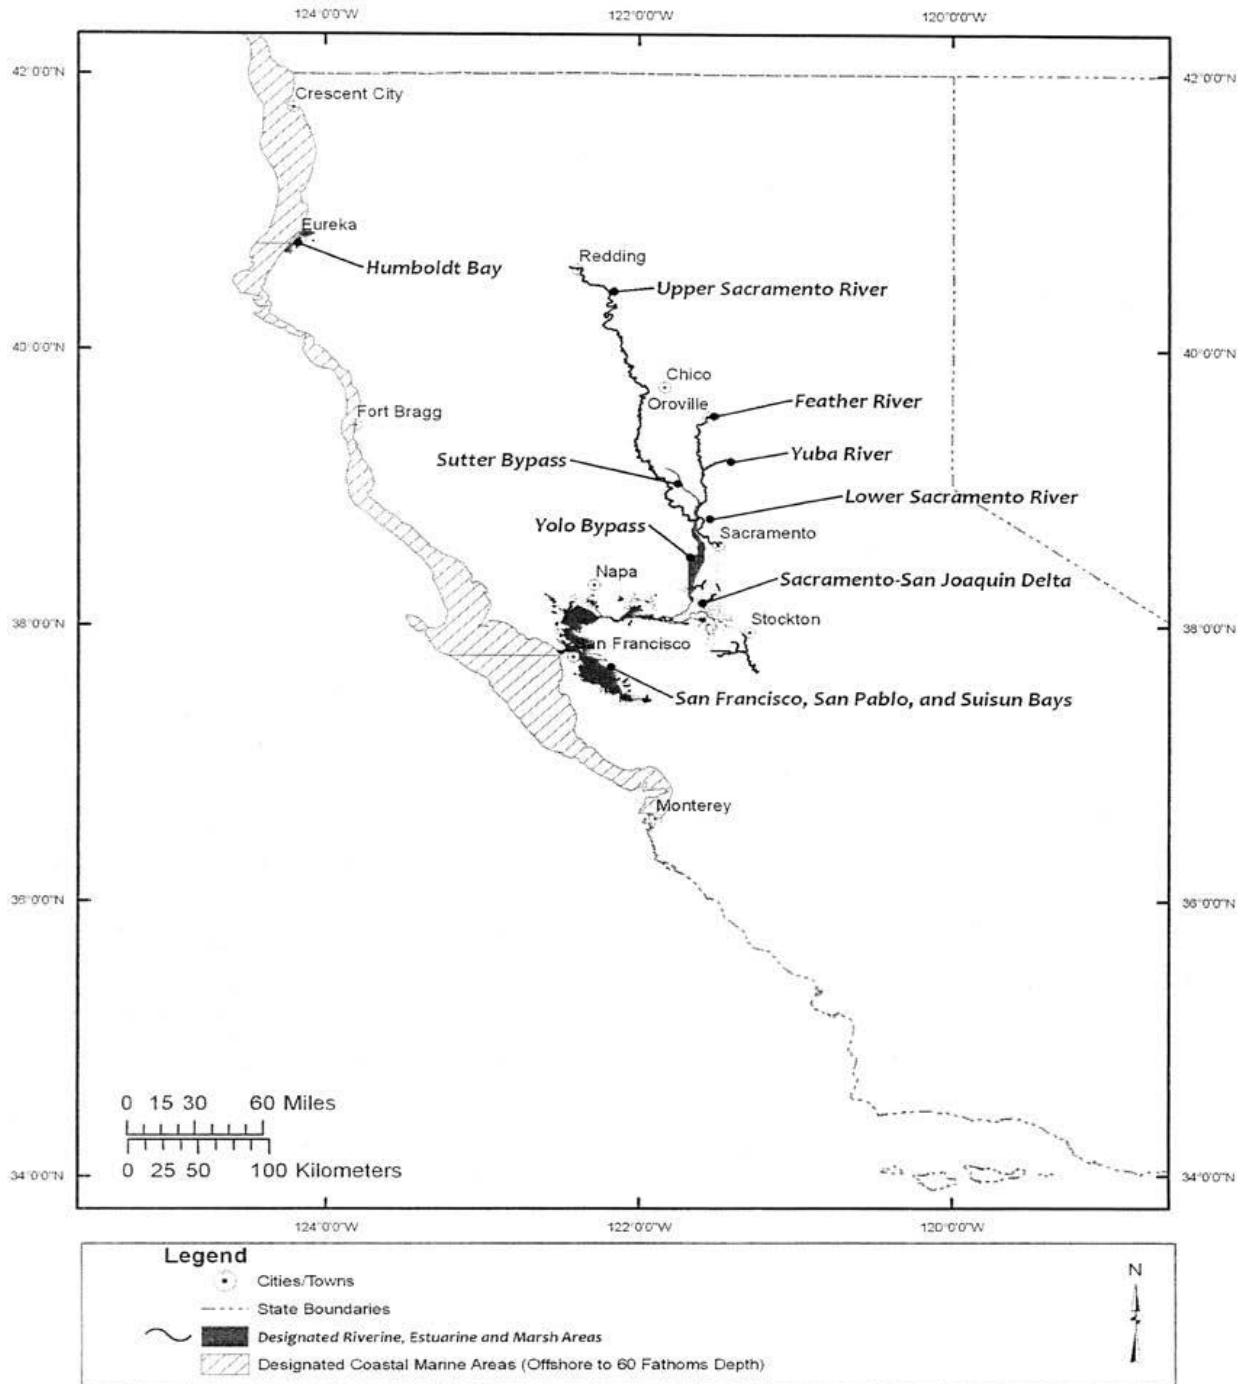 124°0'0"W 122°0'0"W 120°0'0"W
42°0'0"N 42°0'0"N
Crescent City
Eureka
Humboldt Bay
Redding
Upper Sacramento River
40°0'0"N 40°0'0"N
Chico
Oroville
Feather River
Fort Bragg
Sutter Bypass
Yuba River
Lower Sacramento River
Yolo Bypass
Sacramento
Napa
Sacramento-San Joaquin Delta
38°0'0"N 38°0'0"N
Stockton
San Francisco
San Francisco, San Pablo, and Suisun Bays
Monterey
36°0'0"N 36°0'0"N
0 15 30 60 Miles
0 25 50 100 Kilometers
34°0'0"N 34°0'0"N
124°0'0"W 122°0'0"W 120°0'0"W
Legend
Cities/Towns
State Boundaries
Designated Riverine, Estuarine and Marsh Areas
Designated Coastal Marine Areas (Offshore to 60 Fathoms Depth)
N